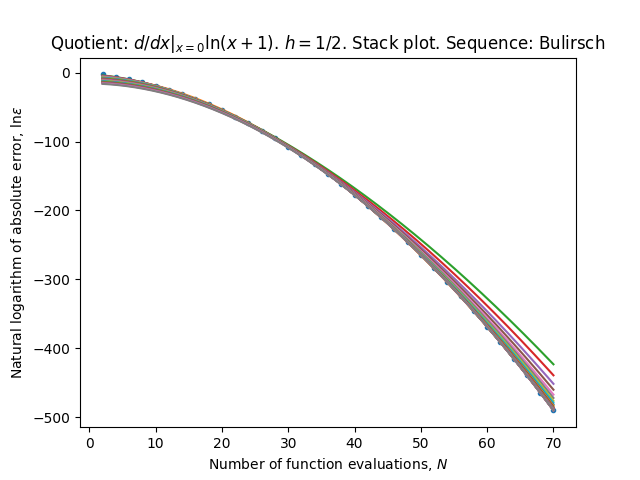 Quotient: d/dx|ₓ₌₀ln(x + 1). h = 1/2. Stack plot. Sequence: Bulirsch
Natural logarithm of absolute error, lnε
0
−100
−200
−300
−400
−500
0 10 20 30 40 50 60 70
Number of function evaluations, N